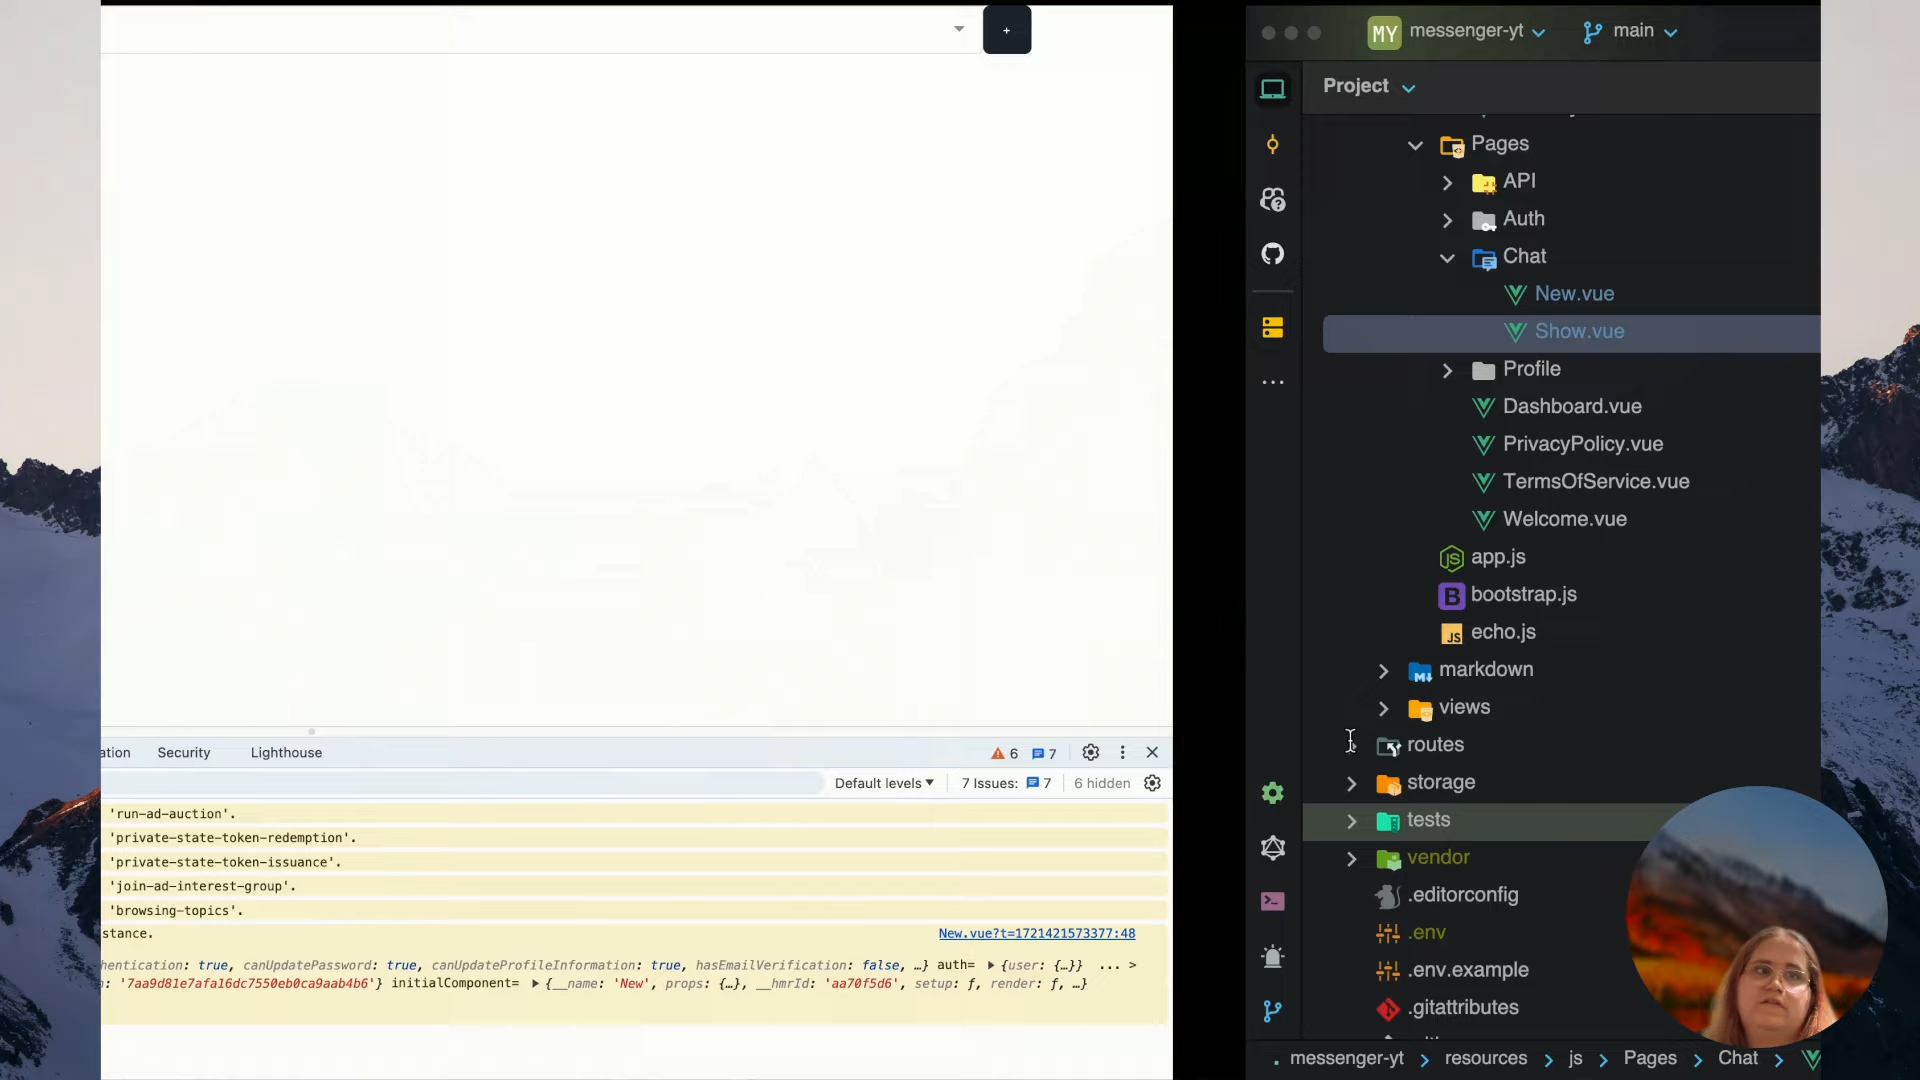 +
ation Security Lighthouse 6 7
Default levels 7 Issues: 7 6 hidden
'run-ad-auction'.
'private-state-token-redemption'.
'private-state-token-issuance'.
'join-ad-interest-group'.
'browsing-topics'.
stance. New.vue?t=1721421573377:48
hentication: true, canUpdatePassword: true, canUpdateProfileInformation: true, hasEmailVerification: false, …} auth= {user: {…}} ... >
: '7aa9d81e7afa16dc7550eb0ca9aab4b6'} initialComponent= {__name: 'New', props: {…}, __hmrId: 'aa70f5d6', setup: ƒ, render: ƒ, …}
MY messenger-yt main
Project
Pages
API
Auth
Chat
New.vue
Show.vue
Profile
Dashboard.vue
PrivacyPolicy.vue
TermsOfService.vue
Welcome.vue
app.js
bootstrap.js
echo.js
markdown
views
routes
storage
tests
vendor
.editorconfig
.env
.env.example
.gitattributes
messenger-yt > resources > js > Pages > Chat >